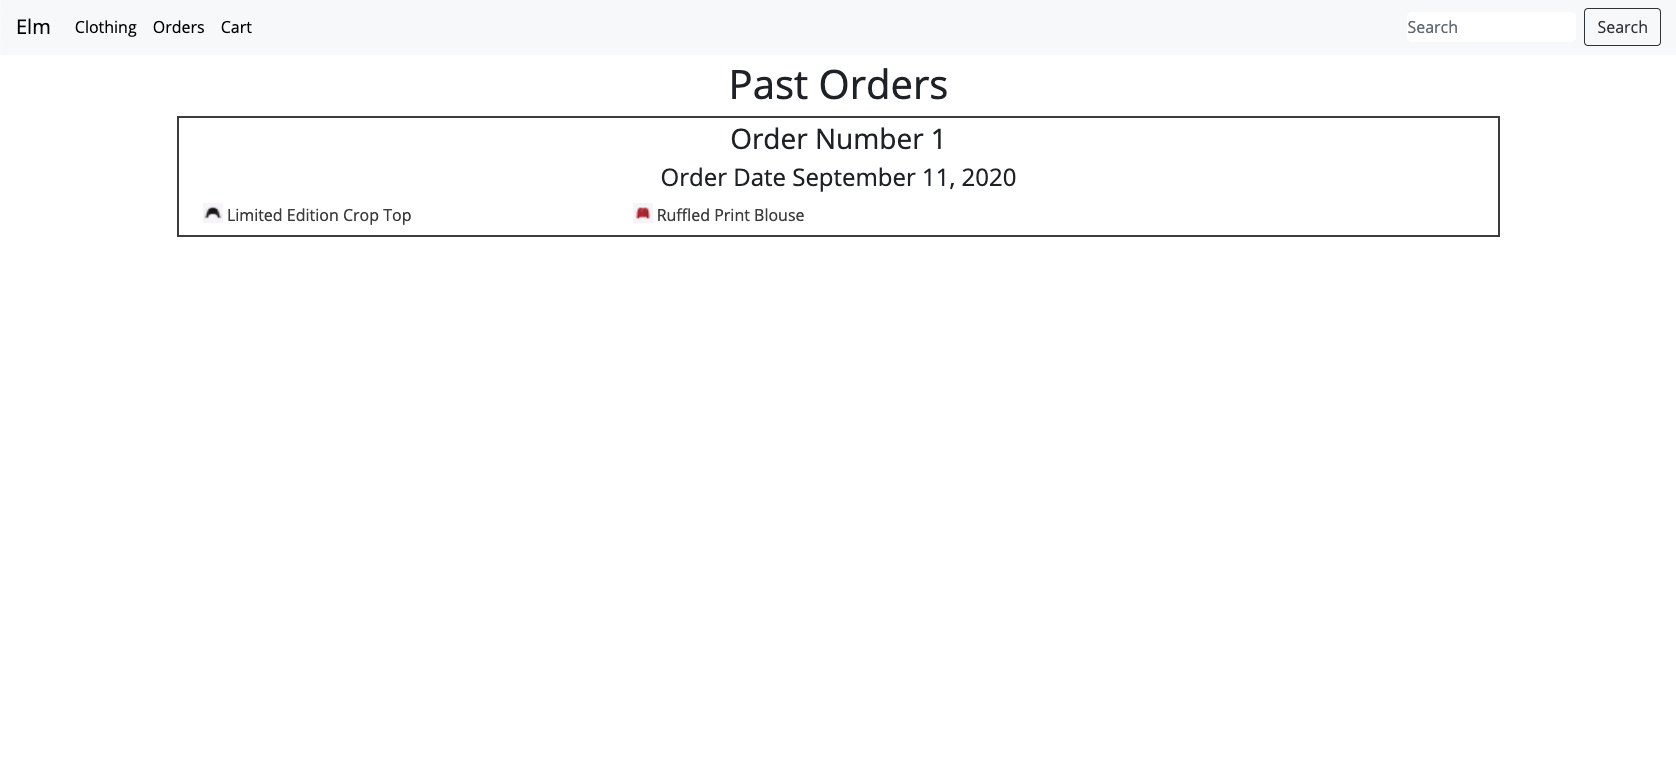 Elm Clothing Orders Cart Search Search
Past Orders
Order Number 1
Order Date September 11, 2020
Limited Edition Crop Top Ruffled Print Blouse